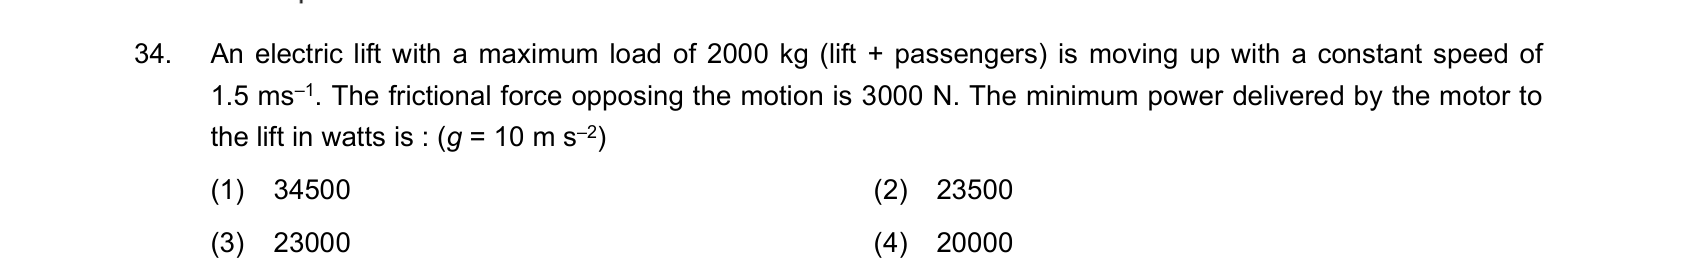 34. An electric lift with a maximum load of 2000 kg (lift + passengers) is moving up with a constant speed of
1.5 ms⁻¹. The frictional force opposing the motion is 3000 N. The minimum power delivered by the motor to
the lift in watts is : (g = 10 m s⁻²)
(1) 34500 (2) 23500
(3) 23000 (4) 20000